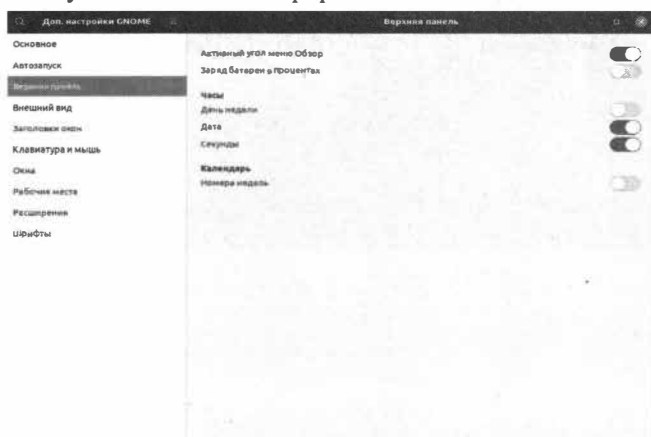 Доп. настройки GNOME
Верхняя панель
Основное
Автозапуск
Верхняя панель
Внешний вид
Заголовки окон
Клавиатура и мышь
Окна
Рабочие места
Расширения
Шрифты
Активный угол меню Обзор
Заряд батареи в процентах
Часы
День недели
Дата
Секунды
Календарь
Номера недель